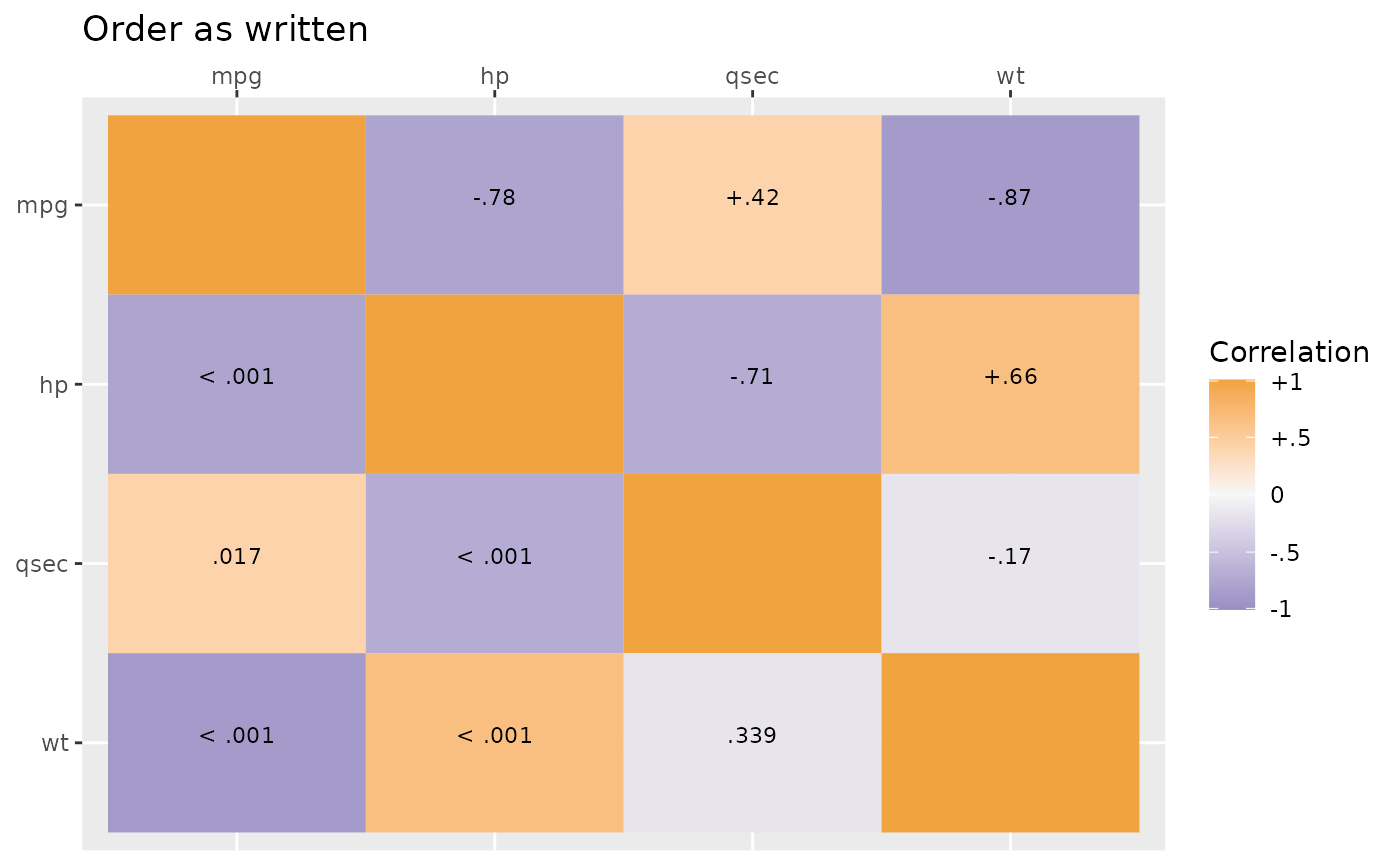 Order as written
mpg hp qsec wt
mpg -.78 +.42 -.87
hp < .001 -.71 +.66
qsec .017 < .001 -.17
wt < .001 < .001 .339
Correlation
+1
+.5
0
-.5
-1